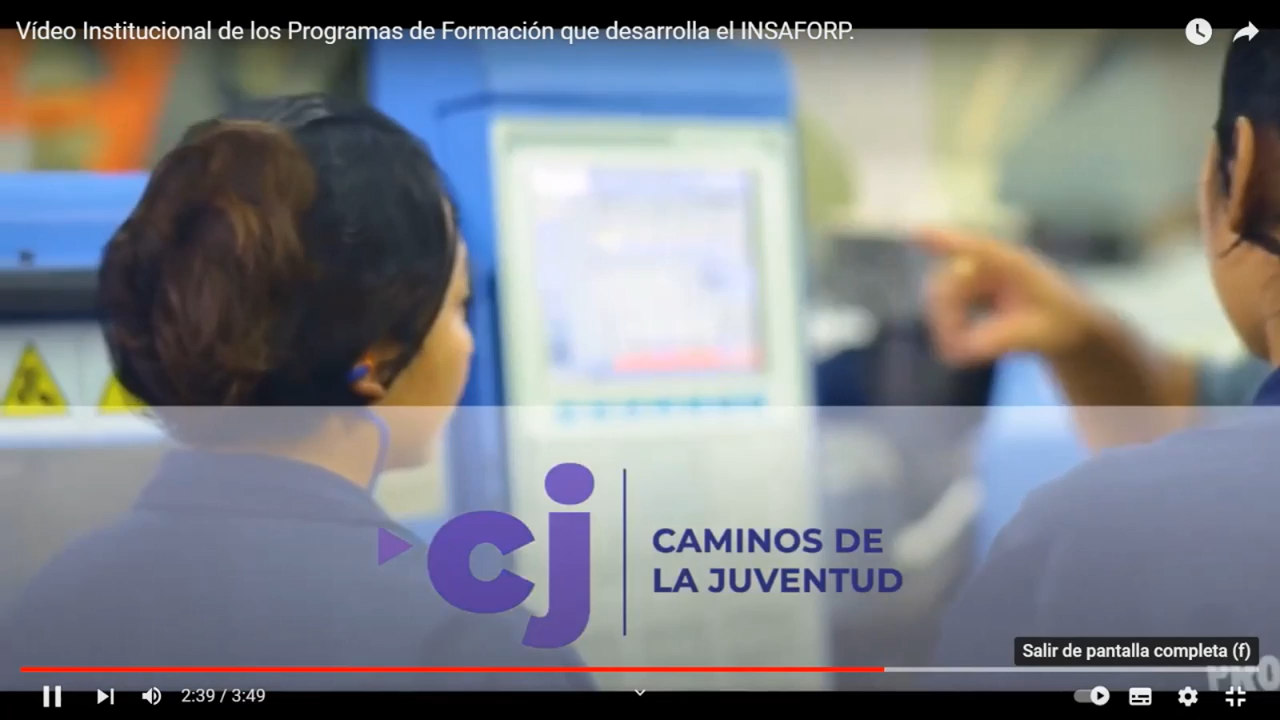 Vídeo Institucional de los Programas de Formación que desarrolla el INSAFORP.
cj
CAMINOS DE
LA JUVENTUD
Salir de pantalla completa (f)
PRO
2:39 / 3:49